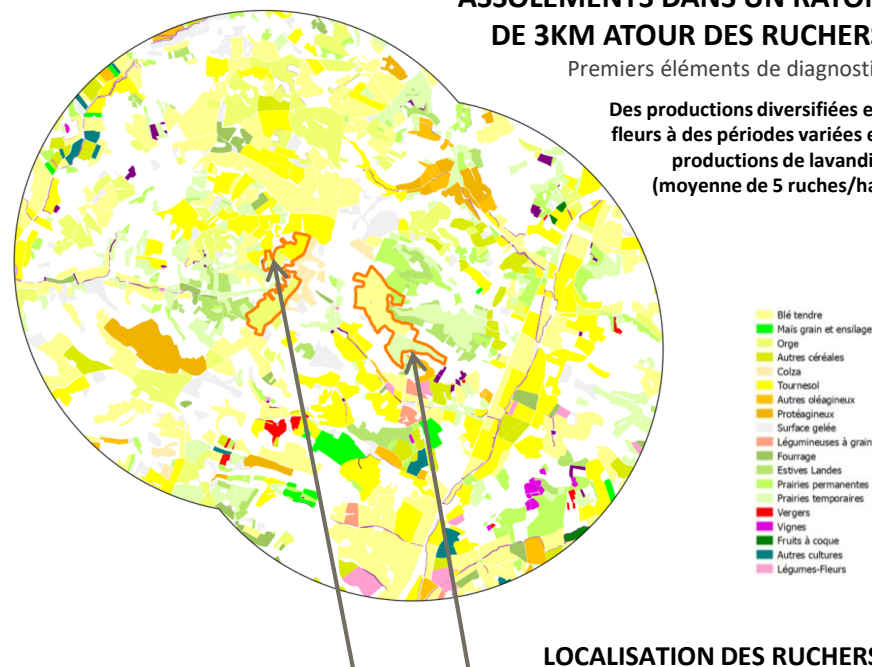 ASSOLEMENTS DANS UN RAYON
DE 3KM ATOUR DES RUCHERS
Premiers éléments de diagnosti
Des productions diversifiées e
fleurs à des périodes variées e
productions de lavandi
(moyenne de 5 ruches/ha
Blé tendre
Maïs grain et ensilage
Orge
Autres céréales
Colza
Tournesol
Autres oléagineux
Protéagineux
Surface gelée
Légumineuses à grain
Fourrage
Estives Landes
Prairies permanentes
Prairies temporaires
Vergers
Vignes
Fruits à coque
Autres cultures
Légumes-Fleurs
LOCALISATION DES RUCHERS